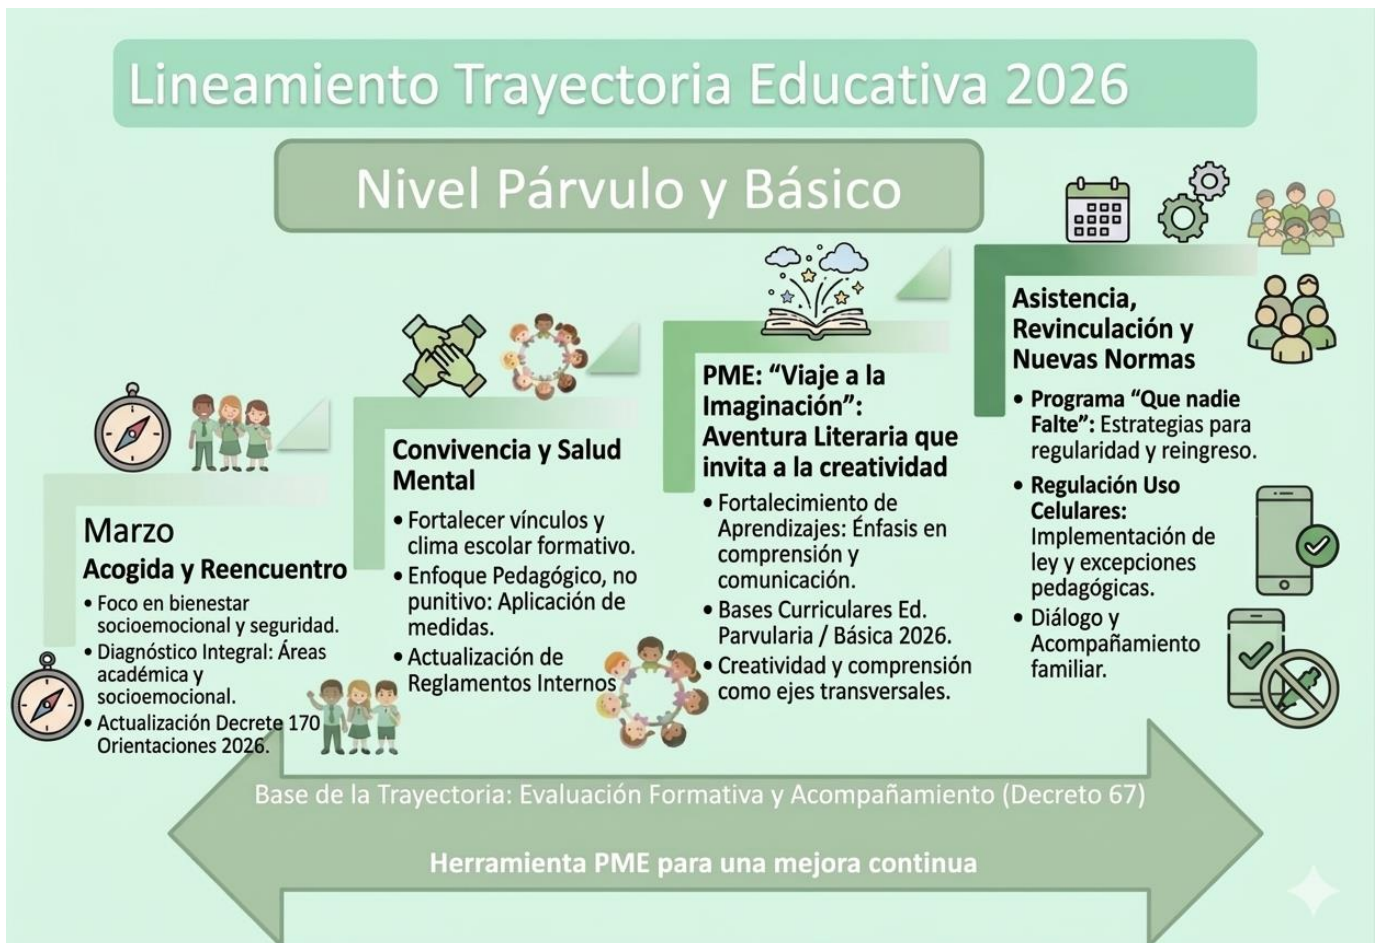 Lineamiento Trayectoria Educativa 2026
Nivel Párvulo y Básico
Marzo
Acogida y Reencuentro
• Foco en bienestar
socioemocional y seguridad.
• Diagnóstico Integral: Áreas
académica y
socioemocional.
• Actualización Decrete 170
Orientaciones 2026.
Convivencia y Salud
Mental
• Fortalecer vínculos y
clima escolar formativo.
• Enfoque Pedagógico, no
punitivo: Aplicación de
medidas.
• Actualización de
Reglamentos Internos
PME: “Viaje a la
Imaginación”:
Aventura Literaria que
invita a la creatividad
• Fortalecimiento de
Aprendizajes: Énfasis en
comprensión y
comunicación.
• Bases Curriculares Ed.
Parvularia / Básica 2026.
• Creatividad y comprensión
como ejes transversales.
Asistencia,
Revinculación y
Nuevas Normas
• Programa “Que nadie
Falte”: Estrategias para
regularidad y reingreso.
• Regulación Uso
Celulares:
Implementación de
ley y excepciones
pedagógicas.
• Diálogo y
Acompañamiento
familiar.
Base de la Trayectoria: Evaluación Formativa y Acompañamiento (Decreto 67)
Herramienta PME para una mejora continua